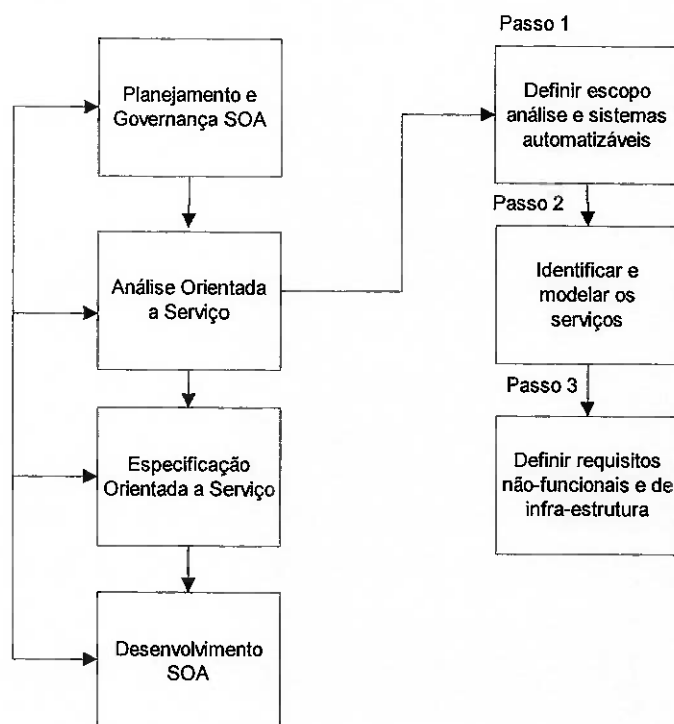 Planejamento e
Governança SOA
Análise Orientada
a Serviço
Especificação
Orientada a Serviço
Desenvolvimento
SOA
Passo 1
Definir escopo
análise e sistemas
automatizáveis
Passo 2
Identificar e
modelar os
serviços
Passo 3
Definir requisitos
não-funcionais e de
infra-estrutura